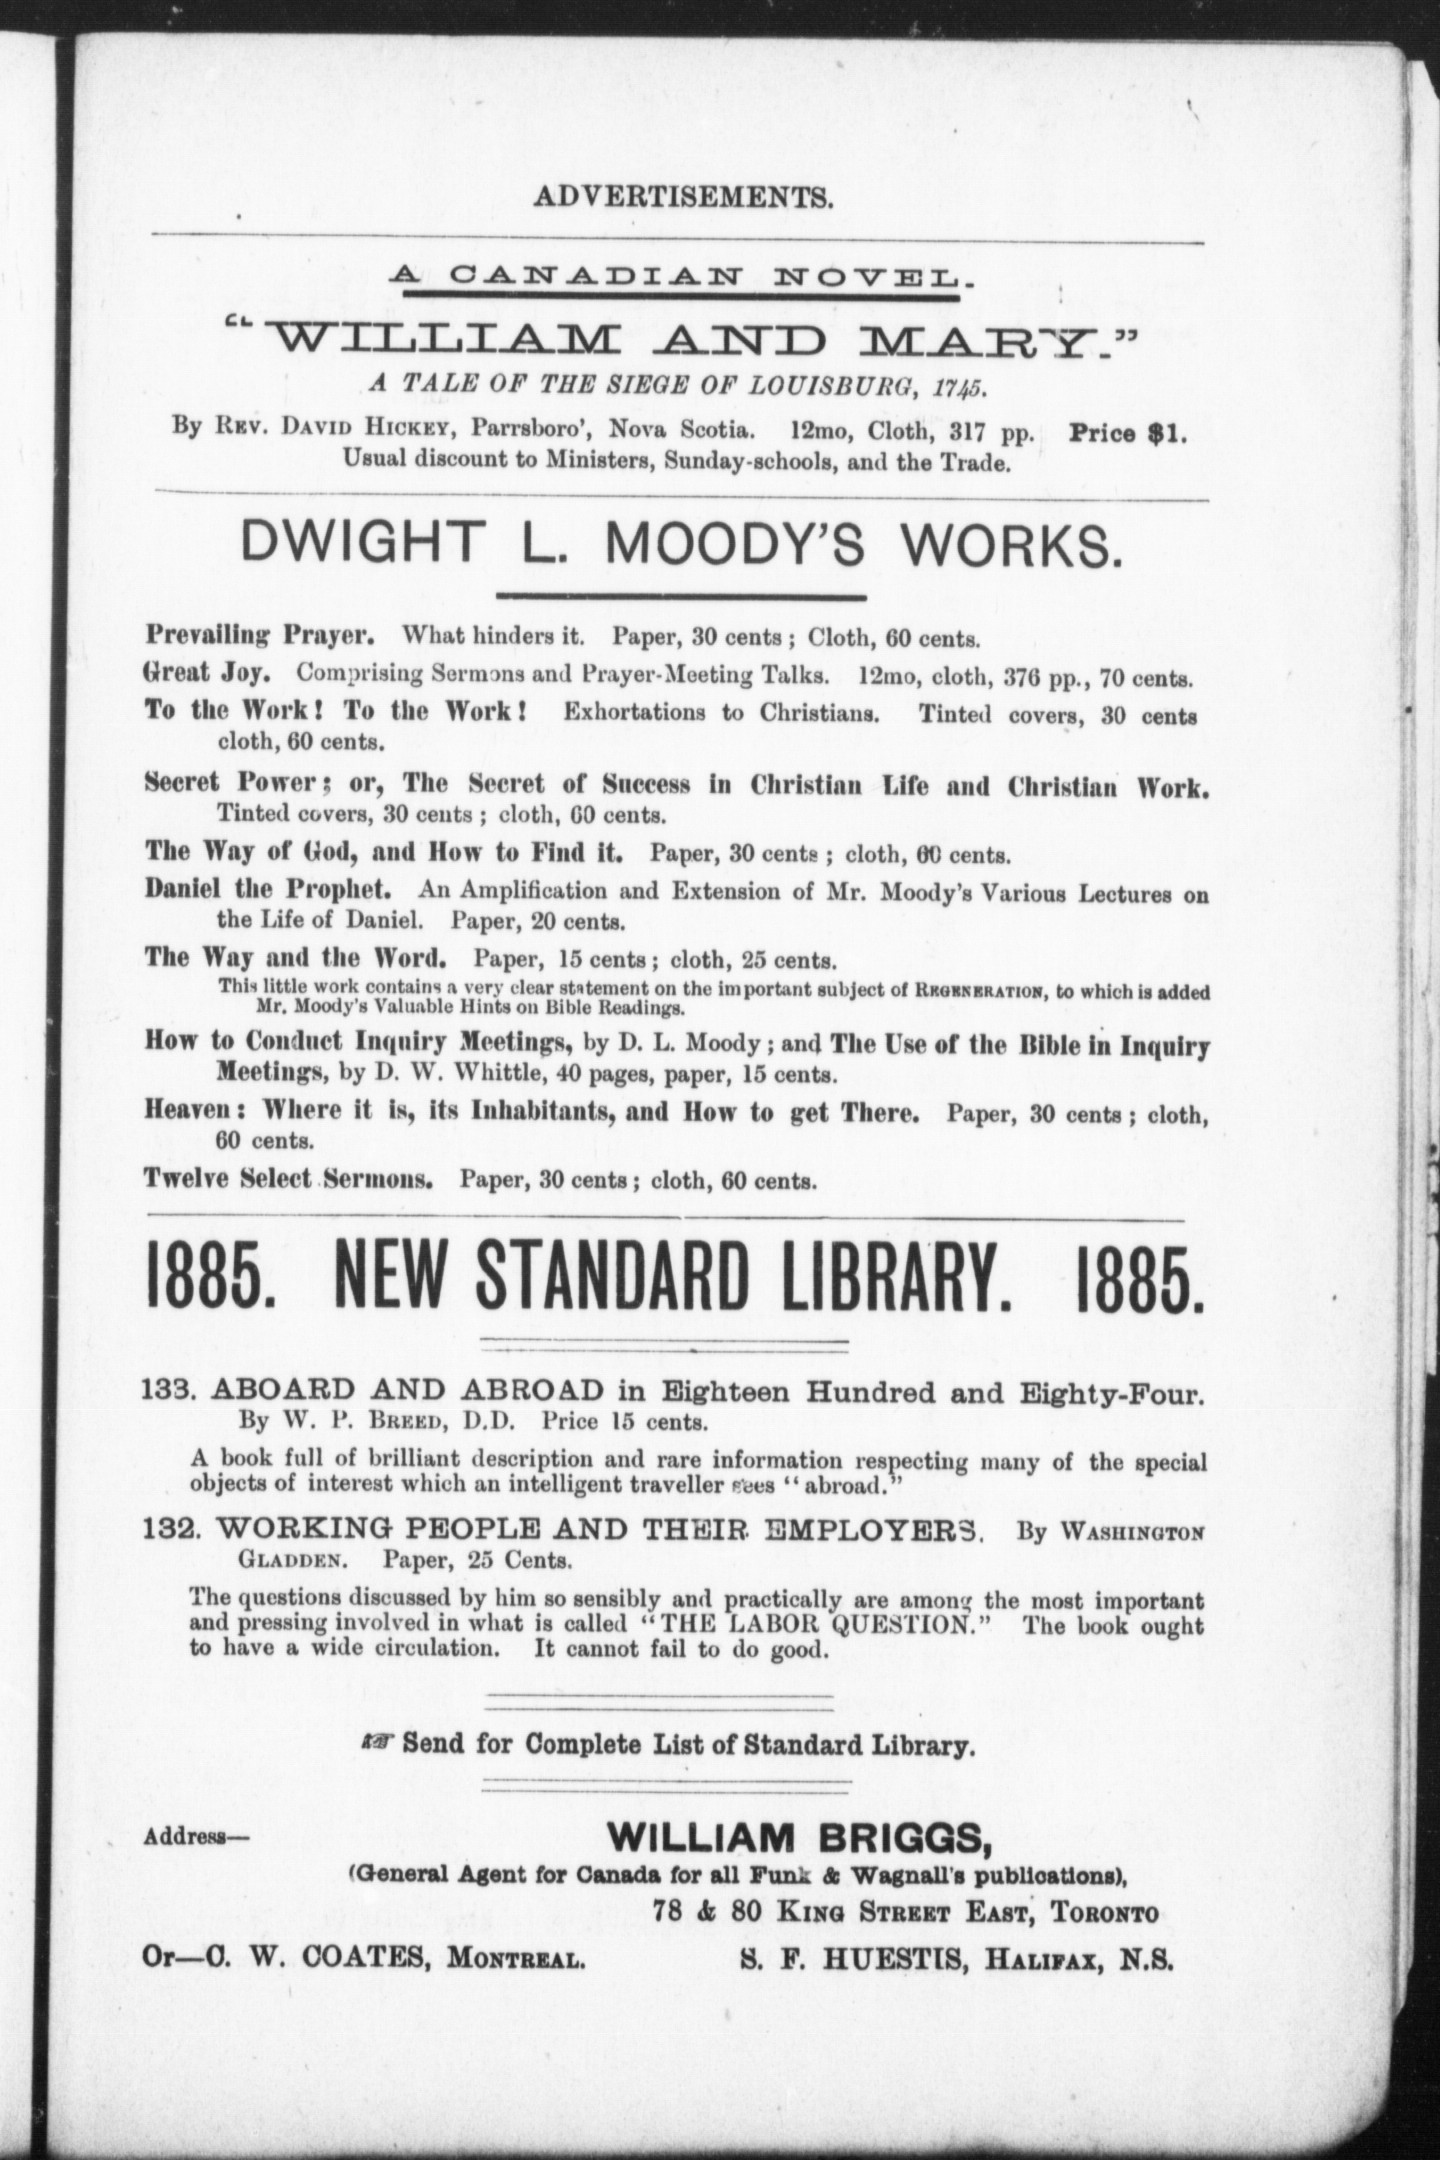 ADVERTISEMENTS.
A CANADIAN NOVEL.
"WILLIAM AND MARY."
A TALE OF THE SIEGE OF LOUISBURG, 1745.
By REV. DAVID HICKEY, Parrsboro', Nova Scotia. 12mo, Cloth, 317 pp. Price $1.
Usual discount to Ministers, Sunday-schools, and the Trade.
DWIGHT L. MOODY'S WORKS.
Prevailing Prayer. What hinders it. Paper, 30 cents; Cloth, 60 cents.
Great Joy. Comprising Sermons and Prayer-Meeting Talks. 12mo, cloth, 376 pp., 70 cents.
To the Work! To the Work! Exhortations to Christians. Tinted covers, 30 cents
cloth, 60 cents.
Secret Power; or, The Secret of Success in Christian Life and Christian Work.
Tinted covers, 30 cents; cloth, 60 cents.
The Way of God, and How to Find it. Paper, 30 cents; cloth, 60 cents.
Daniel the Prophet. An Amplification and Extension of Mr. Moody's Various Lectures on
the Life of Daniel. Paper, 20 cents.
The Way and the Word. Paper, 15 cents; cloth, 25 cents.
This little work contains a very clear statement on the important subject of REGENERATION, to which is added
Mr. Moody's Valuable Hints on Bible Readings.
How to Conduct Inquiry Meetings, by D. L. Moody; and The Use of the Bible in Inquiry
Meetings, by D. W. Whittle, 40 pages, paper, 15 cents.
Heaven: Where it is, its Inhabitants, and How to get There. Paper, 30 cents; cloth,
60 cents.
Twelve Select Sermons. Paper, 30 cents; cloth, 60 cents.
1885. NEW STANDARD LIBRARY. 1885.
133. ABOARD AND ABROAD in Eighteen Hundred and Eighty-Four.
By W. P. BREED, D.D. Price 15 cents.
A book full of brilliant description and rare information respecting many of the special
objects of interest which an intelligent traveller sees "abroad."
132. WORKING PEOPLE AND THEIR EMPLOYERS. By WASHINGTON
GLADDEN. Paper, 25 Cents.
The questions discussed by him so sensibly and practically are among the most important
and pressing involved in what is called "THE LABOR QUESTION." The book ought
to have a wide circulation. It cannot fail to do good.
☞ Send for Complete List of Standard Library.
Address— WILLIAM BRIGGS,
(General Agent for Canada for all Funk & Wagnall's publications),
78 & 80 KING STREET EAST, TORONTO
Or—C. W. COATES, MONTREAL. S. F. HUESTIS, HALIFAX, N.S.